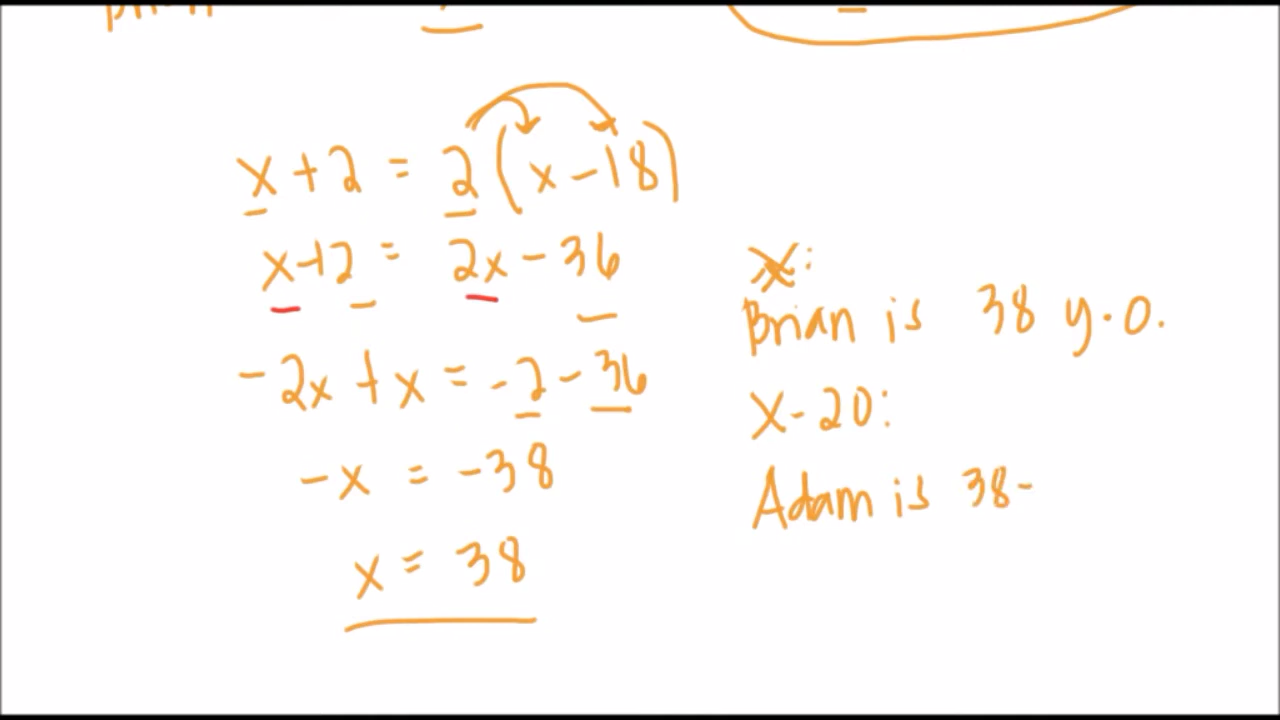 x + 2 = 2 (x - 18)
x + 2 = 2x - 36
- 2x + x = - 2 - 36
- x = - 38
x = 38
x:
Brian is 38 y.o.
x - 20:
Adam is 38 -